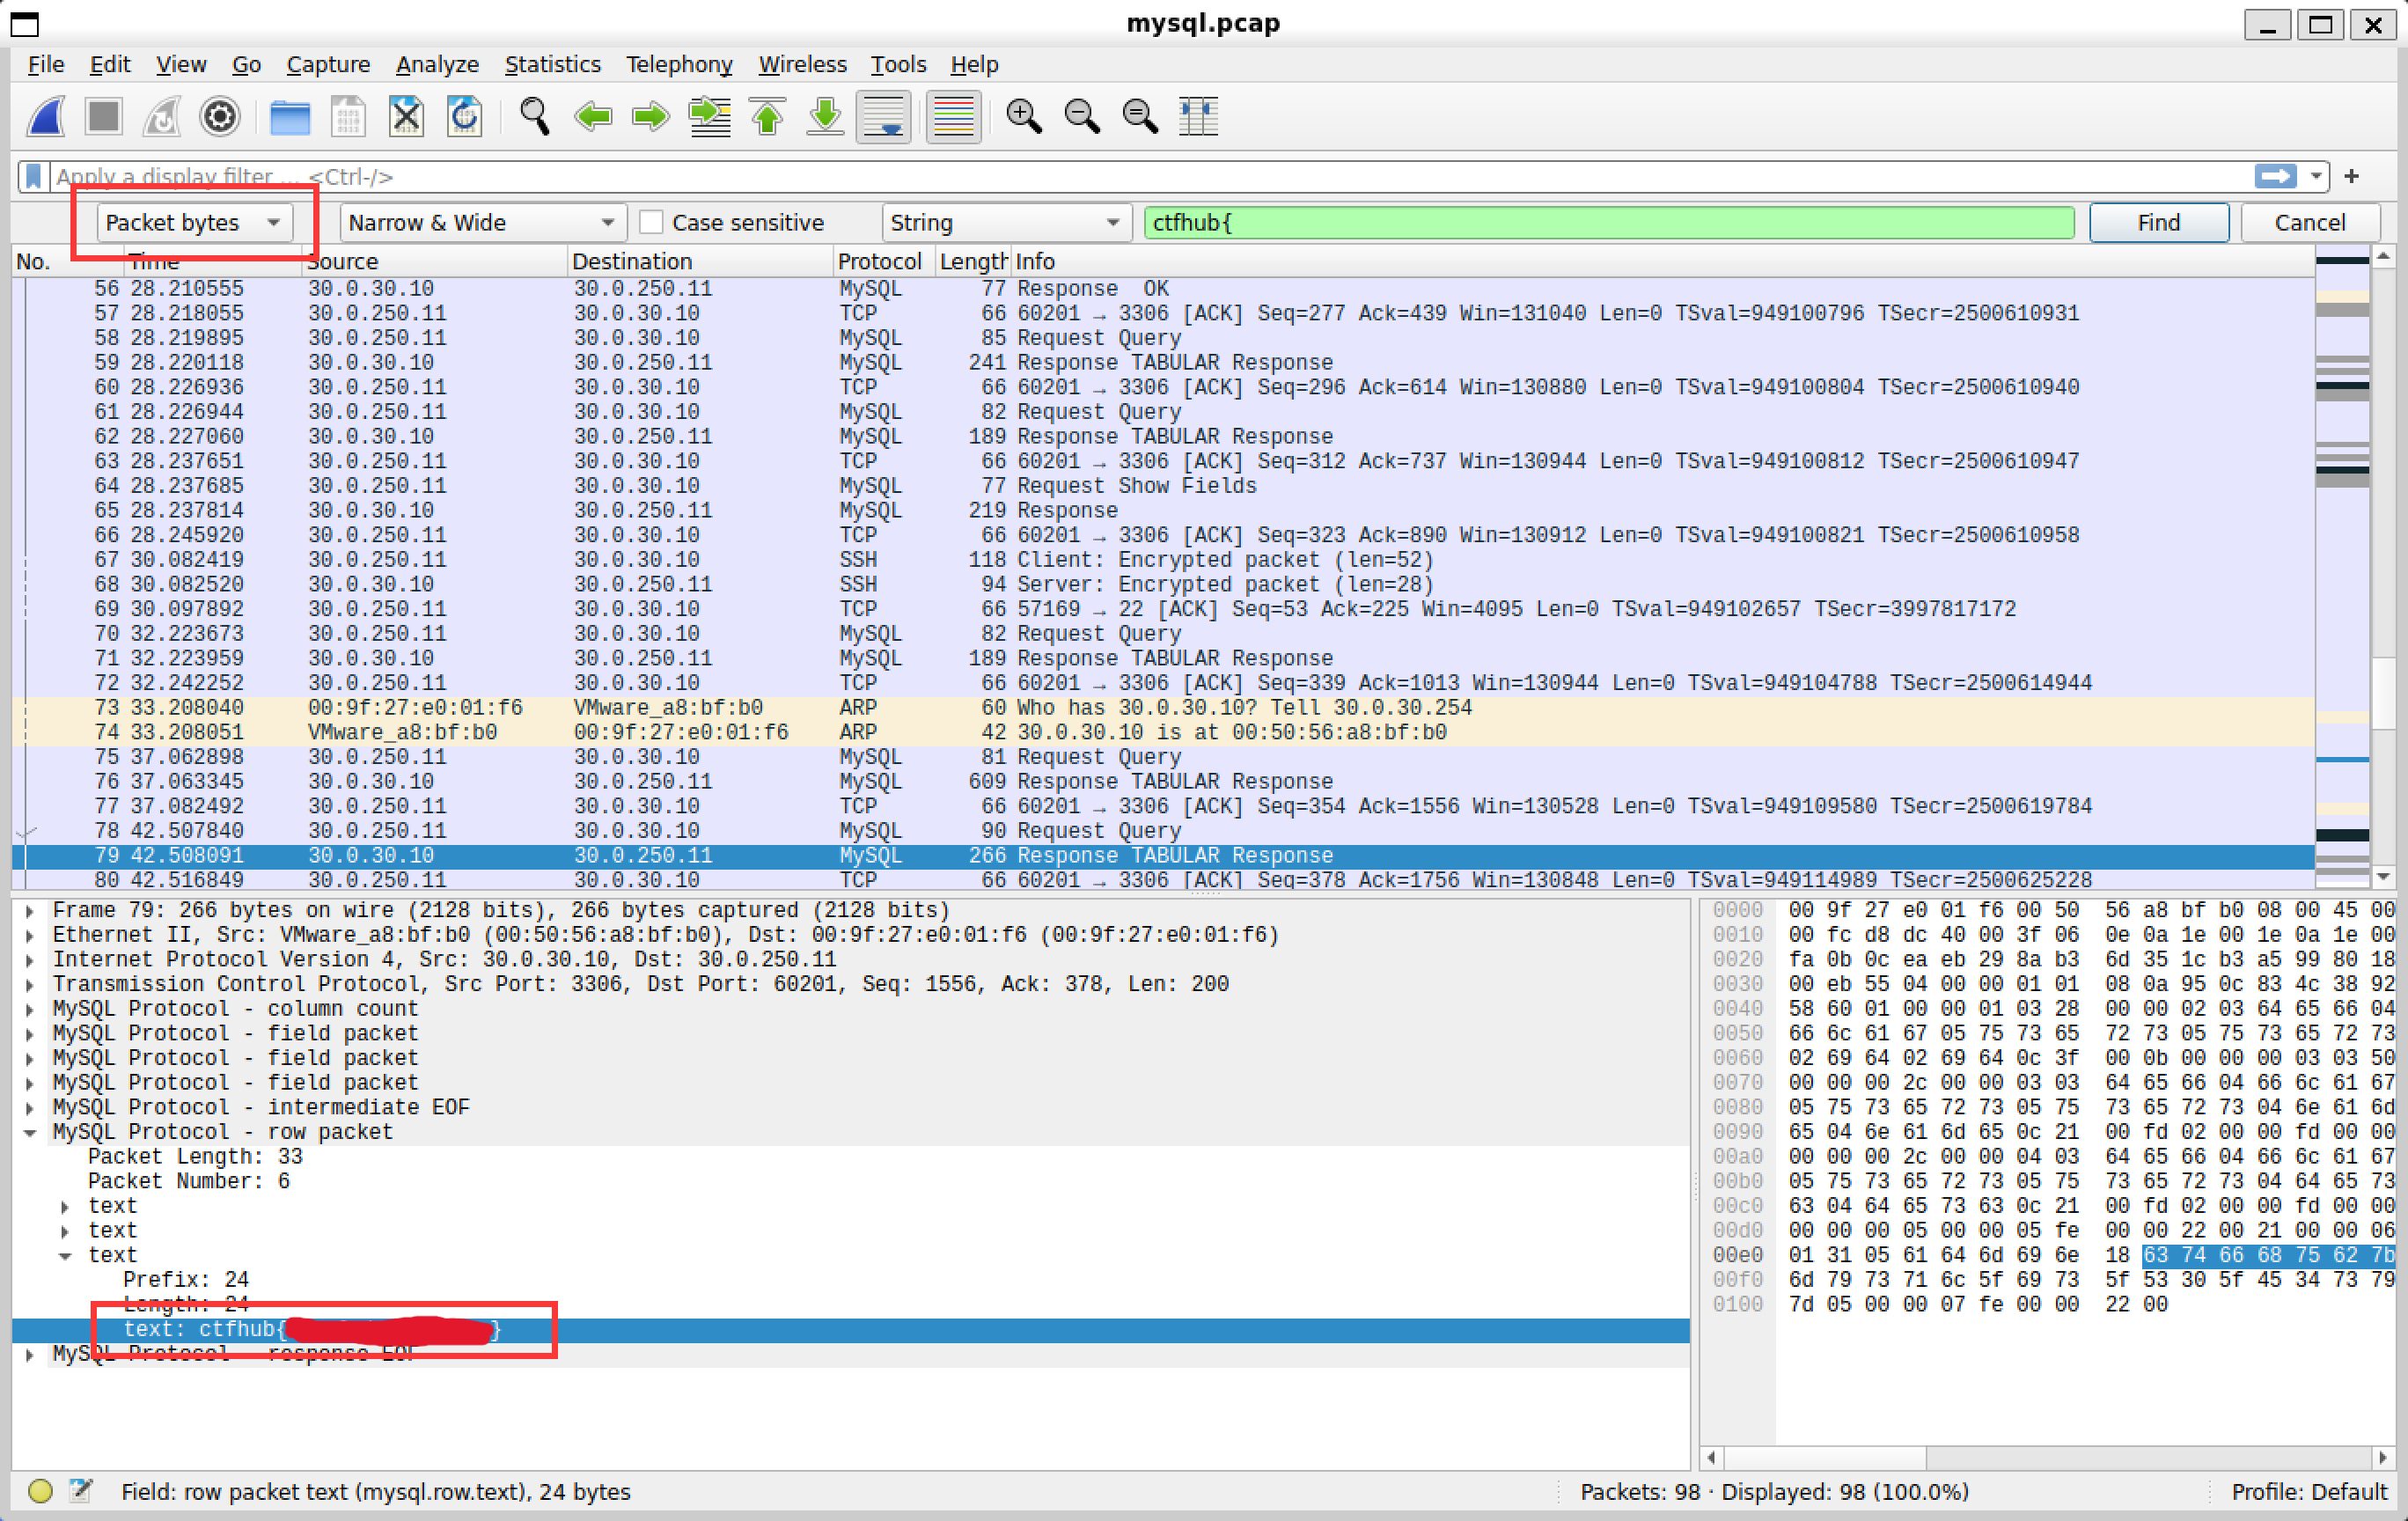 mysql.pcap
File Edit View Go Capture Analyze Statistics Telephony Wireless Tools Help
Apply a display filter ... <Ctrl-/>
Packet bytes Narrow & Wide Case sensitive String ctfhub{ Find Cancel
No. Time Source Destination Protocol Length Info
56 28.210555 30.0.30.10 30.0.250.11 MySQL 77 Response OK
57 28.218055 30.0.250.11 30.0.30.10 TCP 66 60201 → 3306 [ACK] Seq=277 Ack=439 Win=131040 Len=0 TSval=949100796 TSecr=2500610931
58 28.219895 30.0.250.11 30.0.30.10 MySQL 85 Request Query
59 28.220118 30.0.30.10 30.0.250.11 MySQL 241 Response TABULAR Response
60 28.226936 30.0.250.11 30.0.30.10 TCP 66 60201 → 3306 [ACK] Seq=296 Ack=614 Win=130880 Len=0 TSval=949100804 TSecr=2500610940
61 28.226944 30.0.250.11 30.0.30.10 MySQL 82 Request Query
62 28.227060 30.0.30.10 30.0.250.11 MySQL 189 Response TABULAR Response
63 28.237651 30.0.250.11 30.0.30.10 TCP 66 60201 → 3306 [ACK] Seq=312 Ack=737 Win=130944 Len=0 TSval=949100812 TSecr=2500610947
64 28.237685 30.0.250.11 30.0.30.10 MySQL 77 Request Show Fields
65 28.237814 30.0.30.10 30.0.250.11 MySQL 219 Response
66 28.245920 30.0.250.11 30.0.30.10 TCP 66 60201 → 3306 [ACK] Seq=323 Ack=890 Win=130912 Len=0 TSval=949100821 TSecr=2500610958
67 30.082419 30.0.250.11 30.0.30.10 SSH 118 Client: Encrypted packet (len=52)
68 30.082520 30.0.30.10 30.0.250.11 SSH 94 Server: Encrypted packet (len=28)
69 30.097892 30.0.250.11 30.0.30.10 TCP 66 57169 → 22 [ACK] Seq=53 Ack=225 Win=4095 Len=0 TSval=949102657 TSecr=3997817172
70 32.223673 30.0.250.11 30.0.30.10 MySQL 82 Request Query
71 32.223959 30.0.30.10 30.0.250.11 MySQL 189 Response TABULAR Response
72 32.242252 30.0.250.11 30.0.30.10 TCP 66 60201 → 3306 [ACK] Seq=339 Ack=1013 Win=130944 Len=0 TSval=949104788 TSecr=2500614944
73 33.208040 00:9f:27:e0:01:f6 VMware_a8:bf:b0 ARP 60 Who has 30.0.30.10? Tell 30.0.30.254
74 33.208051 VMware_a8:bf:b0 00:9f:27:e0:01:f6 ARP 42 30.0.30.10 is at 00:50:56:a8:bf:b0
75 37.062898 30.0.250.11 30.0.30.10 MySQL 81 Request Query
76 37.063345 30.0.30.10 30.0.250.11 MySQL 609 Response TABULAR Response
77 37.082492 30.0.250.11 30.0.30.10 TCP 66 60201 → 3306 [ACK] Seq=354 Ack=1556 Win=130528 Len=0 TSval=949109580 TSecr=2500619784
78 42.507840 30.0.250.11 30.0.30.10 MySQL 90 Request Query
79 42.508091 30.0.30.10 30.0.250.11 MySQL 266 Response TABULAR Response
80 42.516849 30.0.250.11 30.0.30.10 TCP 66 60201 → 3306 [ACK] Seq=378 Ack=1756 Win=130848 Len=0 TSval=949114989 TSecr=2500625228
Frame 79: 266 bytes on wire (2128 bits), 266 bytes captured (2128 bits)
Ethernet II, Src: VMware_a8:bf:b0 (00:50:56:a8:bf:b0), Dst: 00:9f:27:e0:01:f6 (00:9f:27:e0:01:f6)
Internet Protocol Version 4, Src: 30.0.30.10, Dst: 30.0.250.11
Transmission Control Protocol, Src Port: 3306, Dst Port: 60201, Seq: 1556, Ack: 378, Len: 200
MySQL Protocol - column count
MySQL Protocol - field packet
MySQL Protocol - field packet
MySQL Protocol - field packet
MySQL Protocol - intermediate EOF
MySQL Protocol - row packet
Packet Length: 33
Packet Number: 6
text
text
text
Prefix: 24
Length: 24
text: ctfhub{ }
MySQL Protocol - response EOF
0000 00 9f 27 e0 01 f6 00 50 56 a8 bf b0 08 00 45 00
0010 00 fc d8 dc 40 00 3f 06 0e 0a 1e 00 1e 0a 1e 00
0020 fa 0b 0c ea eb 29 8a b3 6d 35 1c b3 a5 99 80 18
0030 00 eb 55 04 00 00 01 01 08 0a 95 0c 83 4c 38 92
0040 58 60 01 00 00 01 03 28 00 00 02 03 64 65 66 04
0050 66 6c 61 67 05 75 73 65 72 73 05 75 73 65 72 73
0060 02 69 64 02 69 64 0c 3f 00 0b 00 00 00 03 03 50
0070 00 00 00 2c 00 00 03 03 64 65 66 04 66 6c 61 67
0080 05 75 73 65 72 73 05 75 73 65 72 73 04 6e 61 6d
0090 65 04 6e 61 6d 65 0c 21 00 fd 02 00 00 fd 00 00
00a0 00 00 00 2c 00 00 04 03 64 65 66 04 66 6c 61 67
00b0 05 75 73 65 72 73 05 75 73 65 72 73 04 64 65 73
00c0 63 04 64 65 73 63 0c 21 00 fd 02 00 00 fd 00 00
00d0 00 00 00 05 00 00 05 fe 00 00 22 00 21 00 00 06
00e0 01 31 05 61 64 6d 69 6e 18 63 74 66 68 75 62 7b
00f0 6d 79 73 71 6c 5f 69 73 5f 53 30 5f 45 34 73 79
0100 7d 05 00 00 07 fe 00 00 22 00
Field: row packet text (mysql.row.text), 24 bytes
Packets: 98 · Displayed: 98 (100.0%)
Profile: Default